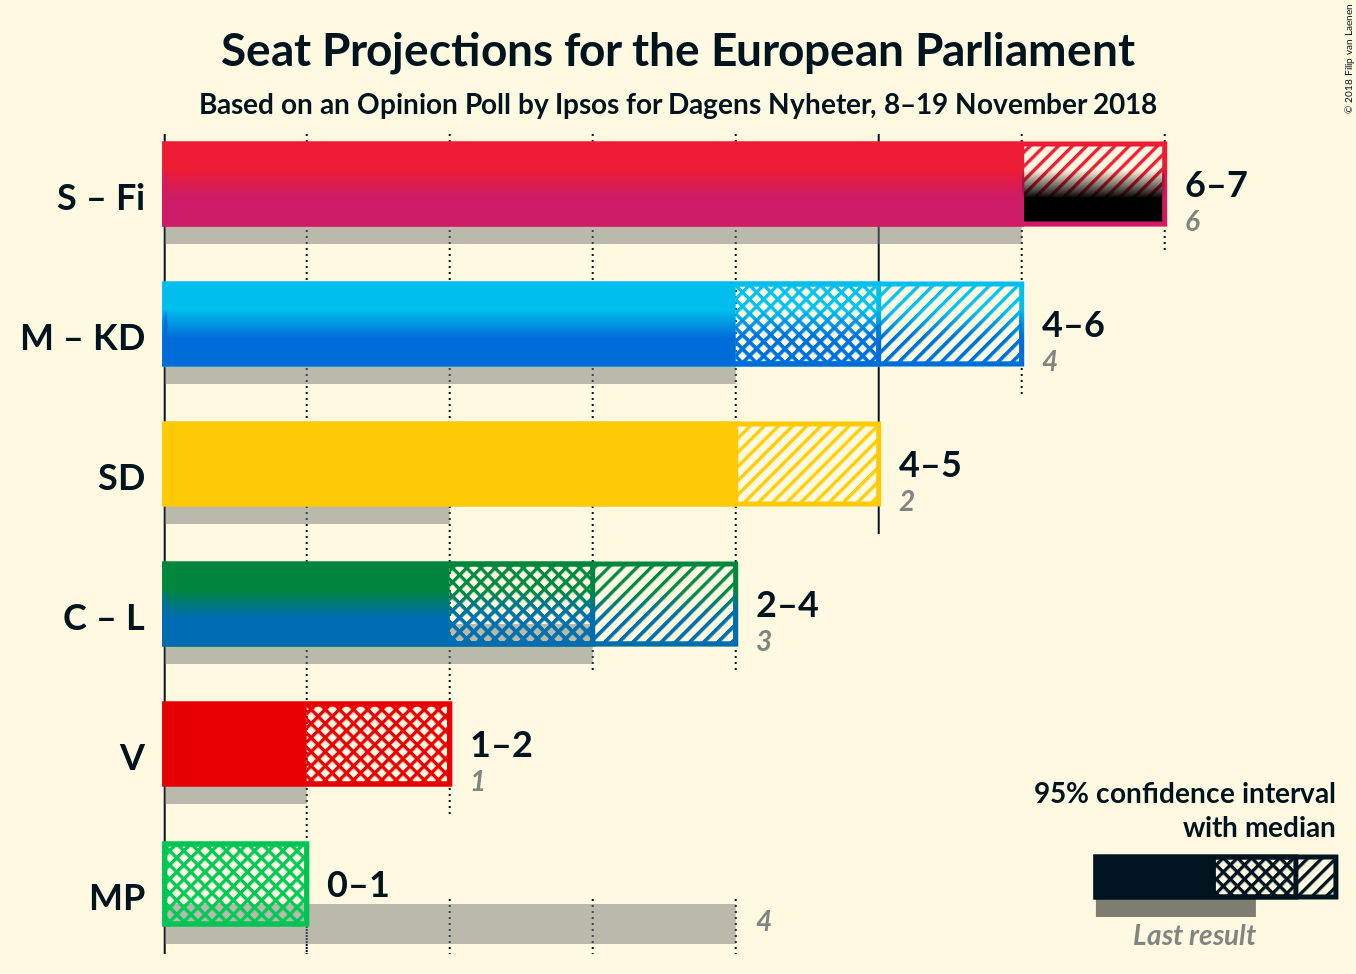 Seat Projections for the European Parliament
Based on an Opinion Poll by Ipsos for Dagens Nyheter, 8–19 November 2018
© 2018 Filip van Laenen
S – Fi
6–7
6
M – KD
4–6
4
SD
4–5
2
C – L
2–4
3
V
1–2
1
MP
0–1
4
95% confidence interval
with median
Last result